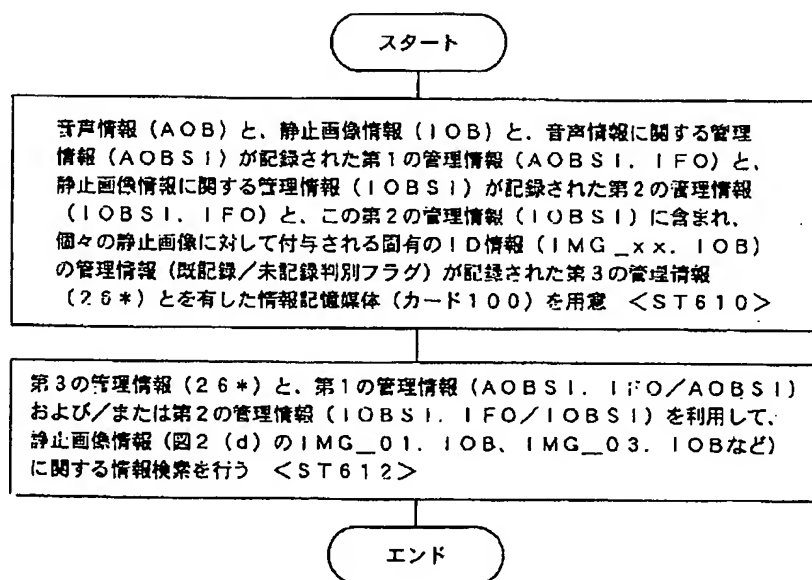 スタート
音声情報（AOB）と、静止画像情報（IOB）と、音声情報に関する管理
情報（AOBSI）が記録された第1の管理情報（AOBSI．IFO）と、
静止画像情報に関する管理情報（IOBSI）が記録された第2の管理情報
（IOBSI．IFO）と、この第2の管理情報（IOBSI）に含まれ、
個々の静止画像に対して付与される固有のID情報（IMG_xx．IOB）
の管理情報（既記録／未記録判別フラグ）が記録された第3の管理情報
（26*）とを有した情報記憶媒体（カード100）を用意 <ST610>
第3の管理情報（26*）と、第1の管理情報（AOBSI．IFO／AOBSI）
および／または第2の管理情報（IOBSI．IFO／IOBSI）を利用して、
静止画像情報（図2（d）のIMG_01．IOB、IMG_03．IOBなど）
に関する情報検索を行う <ST612>
エンド